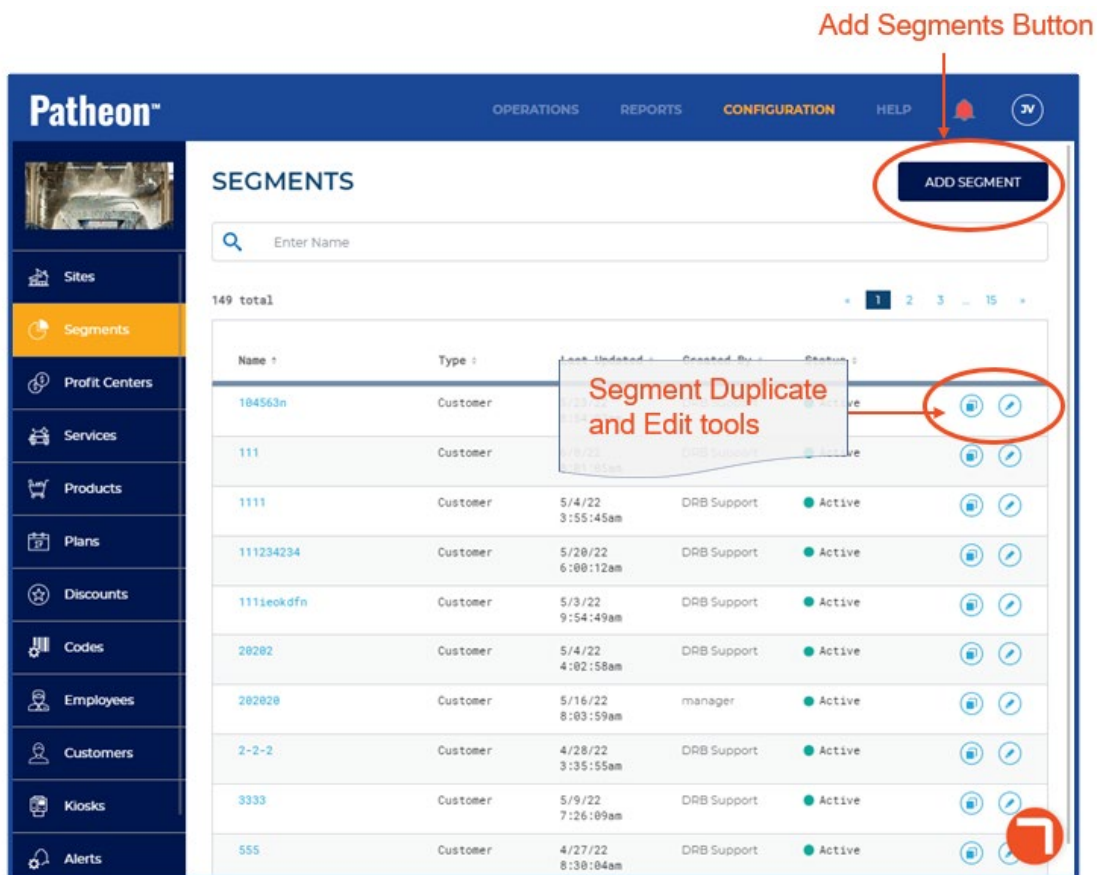 Add Segments Button
Patheon™
OPERATIONS REPORTS CONFIGURATION HELP JV
SEGMENTS
ADD SEGMENT
Enter Name
Sites
Segments
Profit Centers
Services
Products
Plans
Discounts
Codes
Employees
Customers
Kiosks
Alerts
149 total
« 1 2 3 … 15 »
Name Type Last Updated Created By Status
Segment Duplicate
and Edit tools
104563n Customer Active
111 Customer DRB Support Active
1111 Customer 5/4/22 DRB Support Active
3:55:45am
111234234 Customer 5/20/22 DRB Support Active
6:00:12am
111ieokdfn Customer 5/3/22 DRB Support Active
9:54:49am
20202 Customer 5/4/22 DRB Support Active
4:02:58am
202020 Customer 5/16/22 manager Active
8:03:59am
2-2-2 Customer 4/28/22 DRB Support Active
3:35:55am
3333 Customer 5/9/22 DRB Support Active
7:26:09am
555 Customer 4/27/22 DRB Support Active
8:30:04am